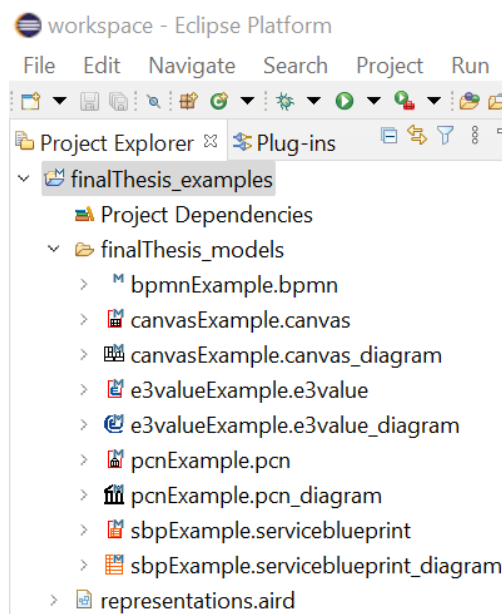 workspace - Eclipse Platform
File Edit Navigate Search Project Run
Project Explorer Plug-ins
finalThesis_examples
Project Dependencies
finalThesis_models
bpmnExample.bpmn
canvasExample.canvas
canvasExample.canvas_diagram
e3valueExample.e3value
e3valueExample.e3value_diagram
pcnExample.pcn
pcnExample.pcn_diagram
sbpExample.serviceblueprint
sbpExample.serviceblueprint_diagram
representations.aird